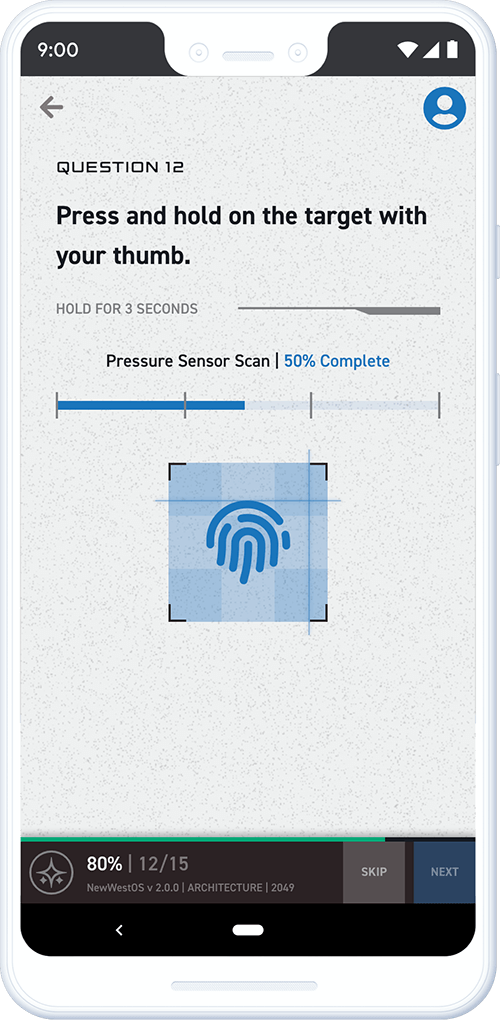 9:00
QUESTION 12
Press and hold on the target with
your thumb.
HOLD FOR 3 SECONDS
Pressure Sensor Scan | 50% Complete
80% | 12/15
NewWestOS v 2.0.0 | ARCHITECTURE | 2049
SKIP
NEXT